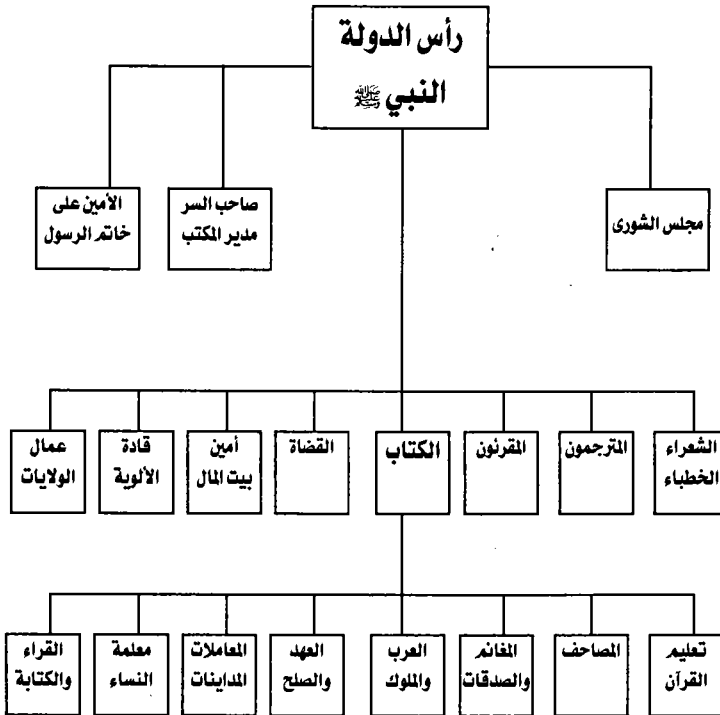 رأس الدولة
النبي ﷺ
مجلس الشورى
صاحب السر
مدير المكتب
الأمين على
خاتم الرسول
الشعراء
الخطباء
المترجمون
المقرئون
الكتاب
القضاة
أمين
بيت المال
قادة
الألوية
عمال
الولايات
تعليم
القرآن
المصاحف
المغانم
والصدقات
العرب
والملوك
العهد
والصلح
المعاملات
المداينات
معلمة
النساء
القراء
والكتابة